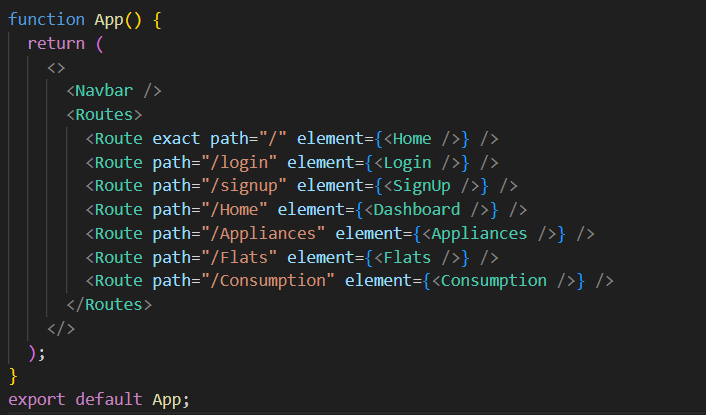 function App() {
  return (
    <>
      <Navbar />
      <Routes>
        <Route exact path="/" element={<Home />} />
        <Route path="/login" element={<Login />} />
        <Route path="/signup" element={<SignUp />} />
        <Route path="/Home" element={<Dashboard />} />
        <Route path="/Appliances" element={<Appliances />} />
        <Route path="/Flats" element={<Flats />} />
        <Route path="/Consumption" element={<Consumption />} />
      </Routes>
    </>
  );
}
export default App;